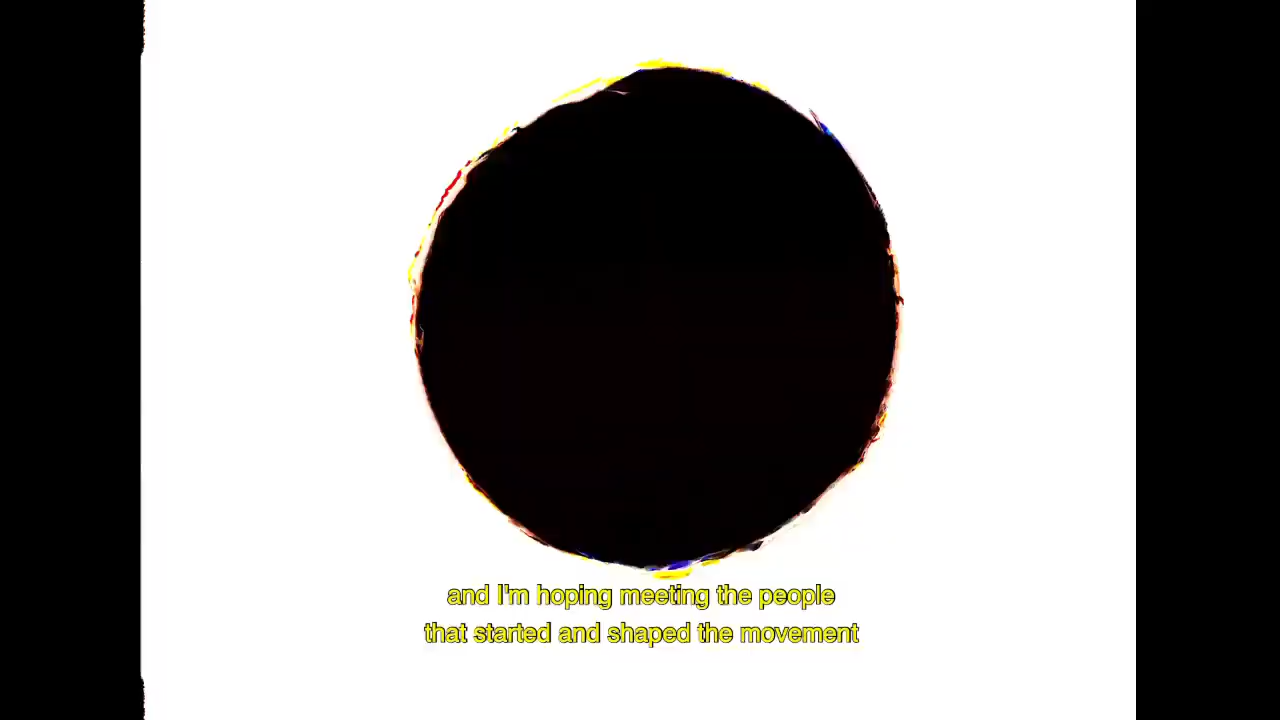 and I'm hoping meeting the people
that started and shaped the movement